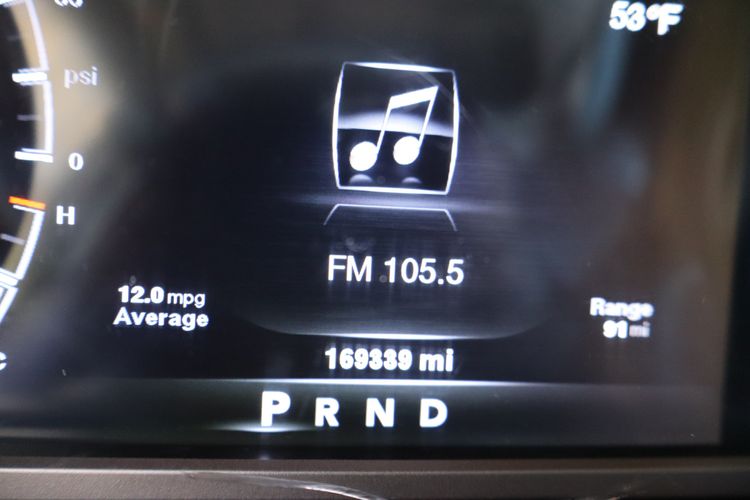 53°F
psi
0
H
FM 105.5
12.0 mpg
Average
Range
91 mi
169339 mi
P R N D
C